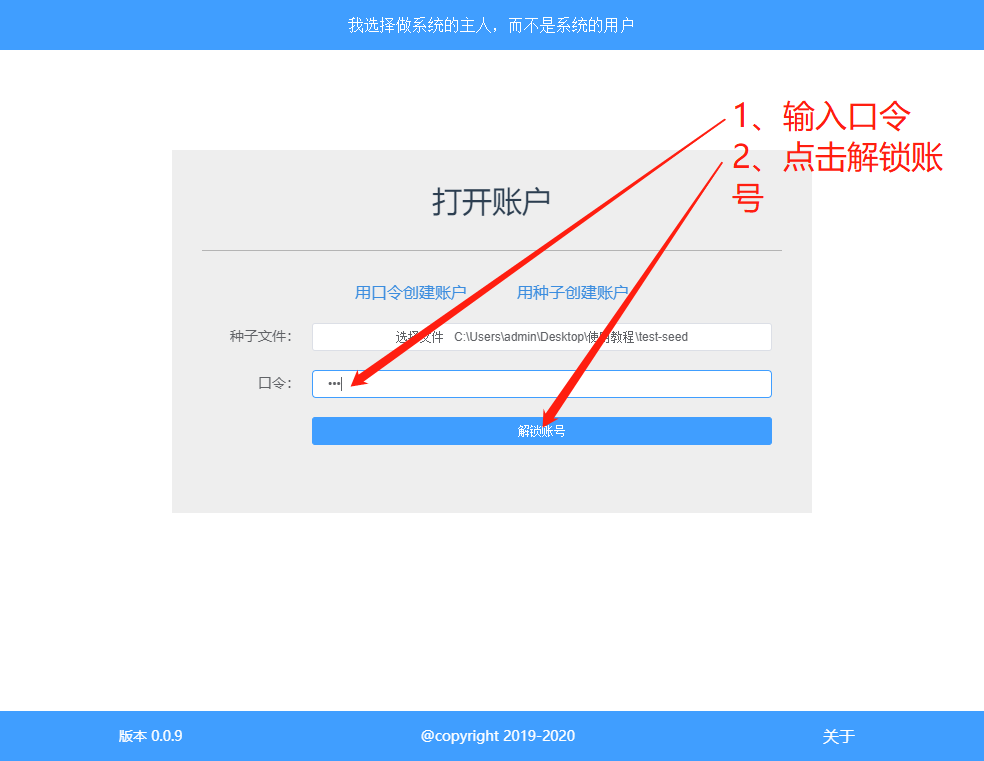 我选择做系统的主人，而不是系统的用户
1、输入口令
2、点击解锁账
号
打开账户
用口令创建账户 用种子创建账户
种子文件： 选择文件 C:\Users\admin\Desktop\使用教程\test-seed
口令： •••
解锁账号
版本 0.0.9 @copyright 2019-2020 关于